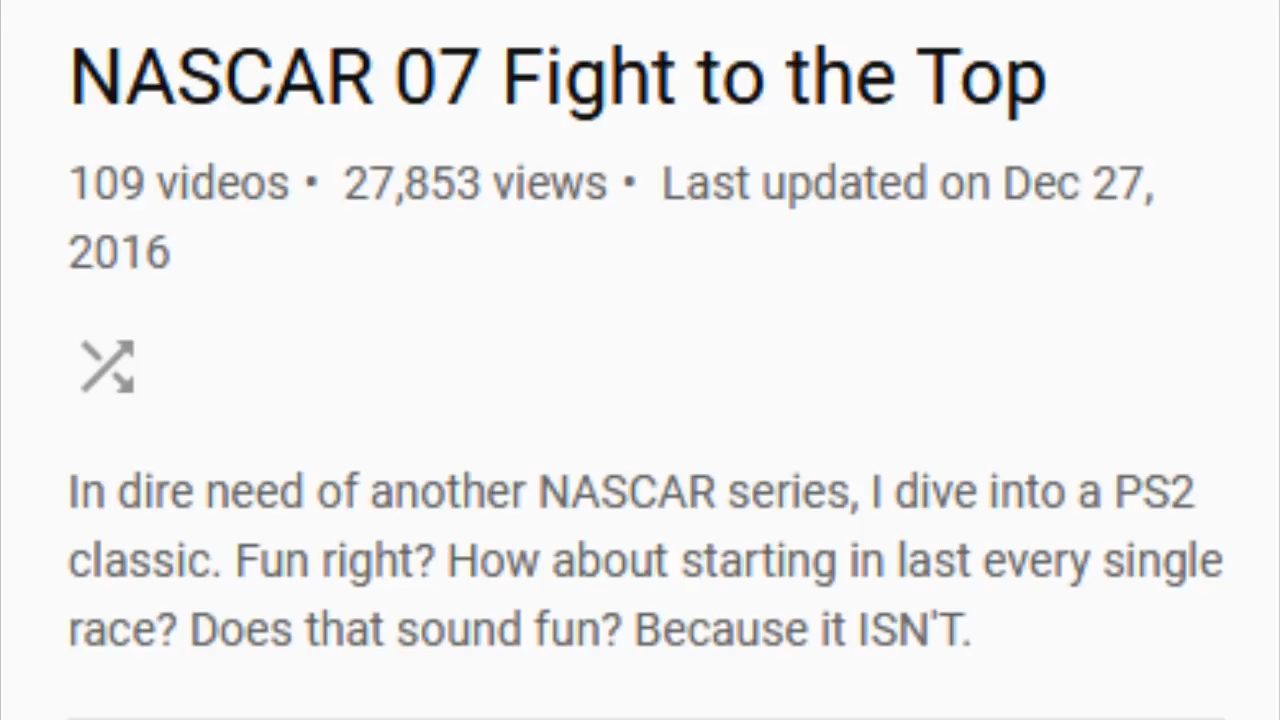 NASCAR 07 Fight to the Top
109 videos • 27,853 views • Last updated on Dec 27,
2016
In dire need of another NASCAR series, I dive into a PS2
classic. Fun right? How about starting in last every single
race? Does that sound fun? Because it ISN'T.